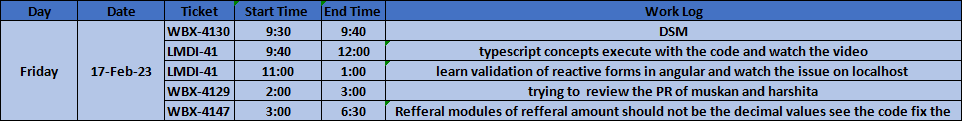 Day Date Ticket Start Time End Time Work Log
WBX-4130 9:30 9:40 DSM
LMDI-41 9:40 12:00 typescript concepts execute with the code and watch the video
Friday 17-Feb-23 LMDI-41 11:00 1:00 learn validation of reactive forms in angular and watch the issue on localhost
WBX-4129 2:00 3:00 trying to review the PR of muskan and harshita
WBX-4147 3:00 6:30 Refferal modules of refferal amount should not be the decimal values see the code fix the